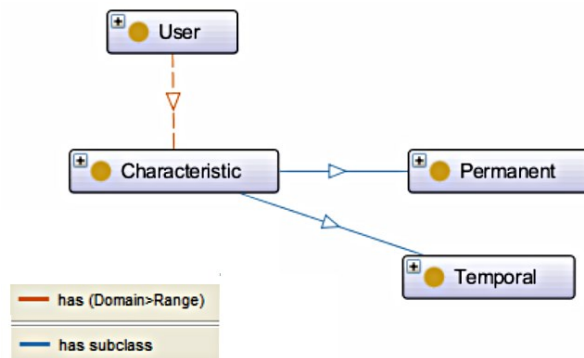 User
Characteristic
Permanent
Temporal
has (Domain>Range)
has subclass